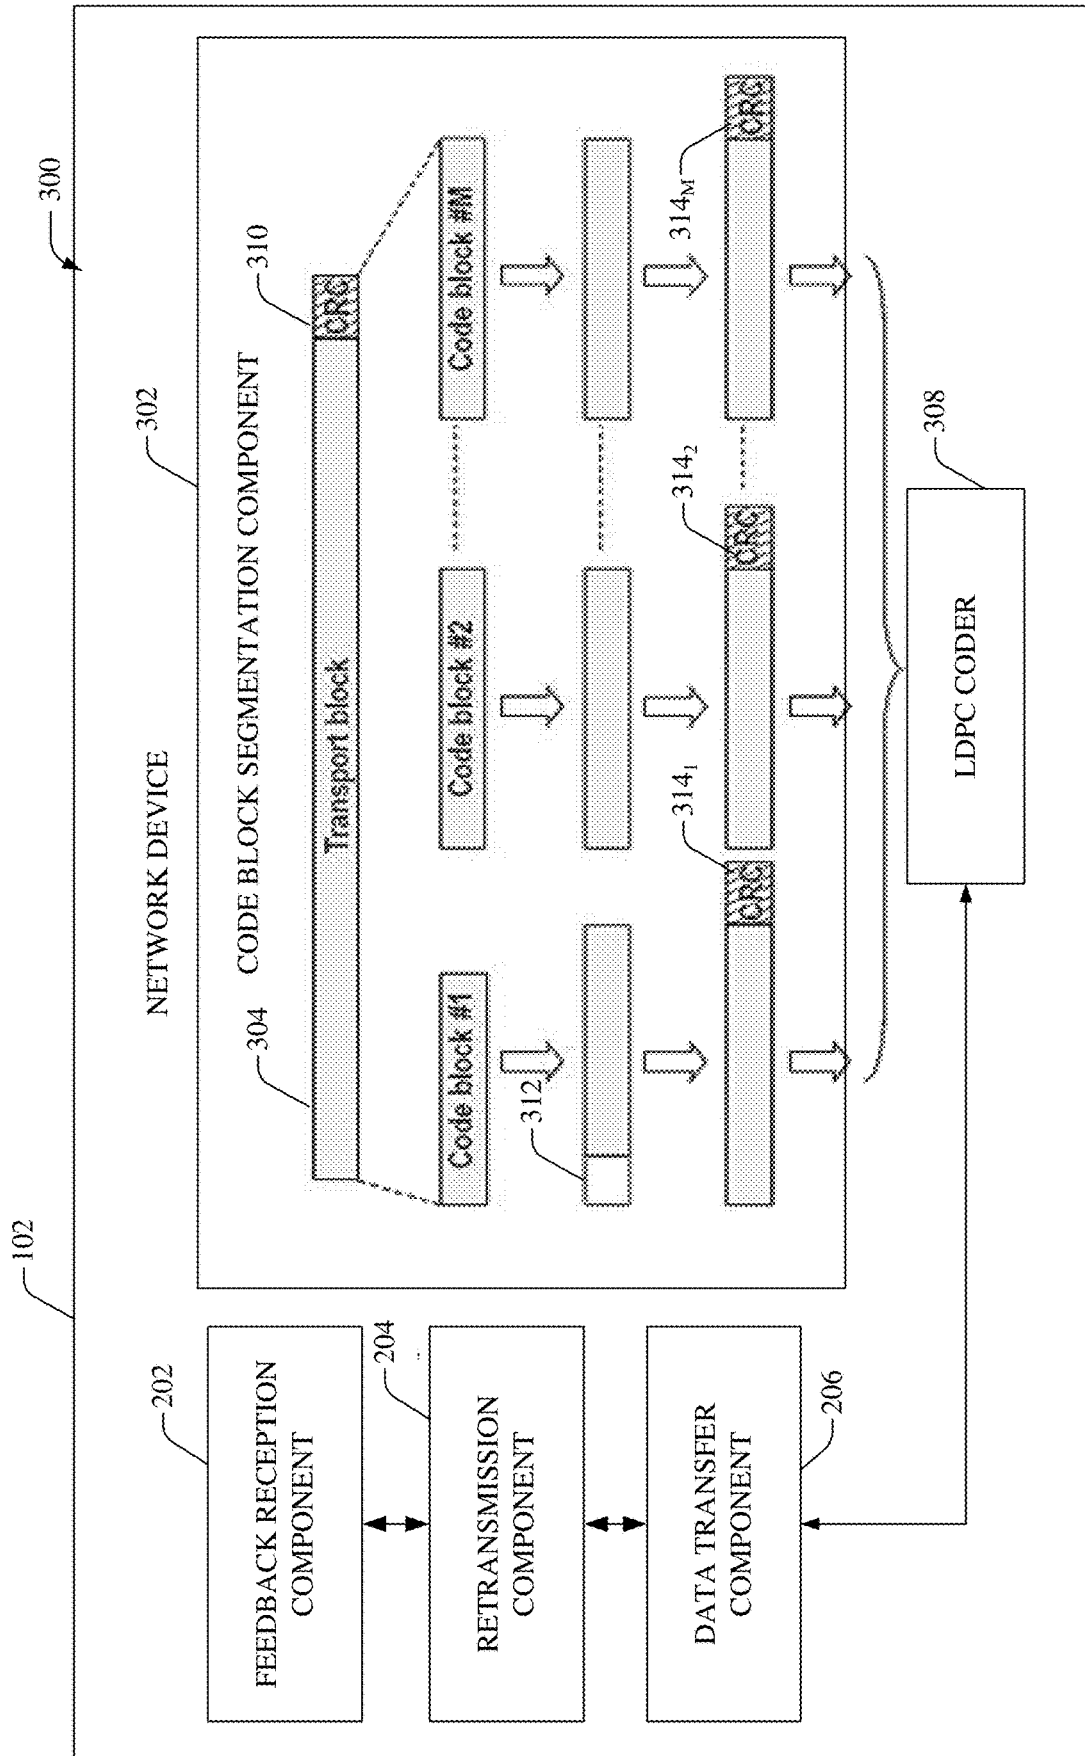 300
102
NETWORK DEVICE
302
202
FEEDBACK RECEPTION
COMPONENT
204
RETRANSMISSION
COMPONENT
DATA TRANSFER
COMPONENT
206
CODE BLOCK SEGMENTATION COMPONENT
304
310
Transport block
CRC
Code block #1
Code block #2
Code block #M
312
314₁
314₂
314M
CRC
CRC
CRC
308
LDPC CODER